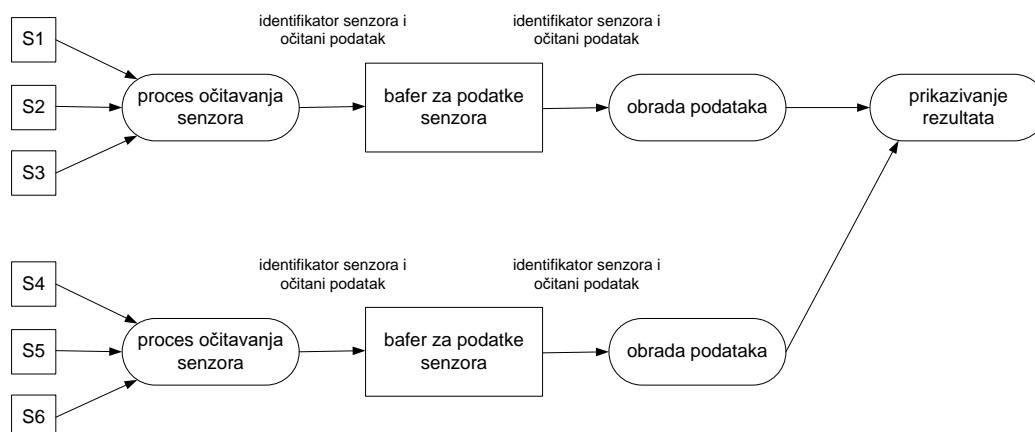 identifikator senzora i
očitani podatak
identifikator senzora i
očitani podatak
S1
S2
S3
proces očitavanja
senzora
bafer za podatke
senzora
obrada podataka
prikazivanje
rezultata
identifikator senzora i
očitani podatak
identifikator senzora i
očitani podatak
S4
S5
S6
proces očitavanja
senzora
bafer za podatke
senzora
obrada podataka